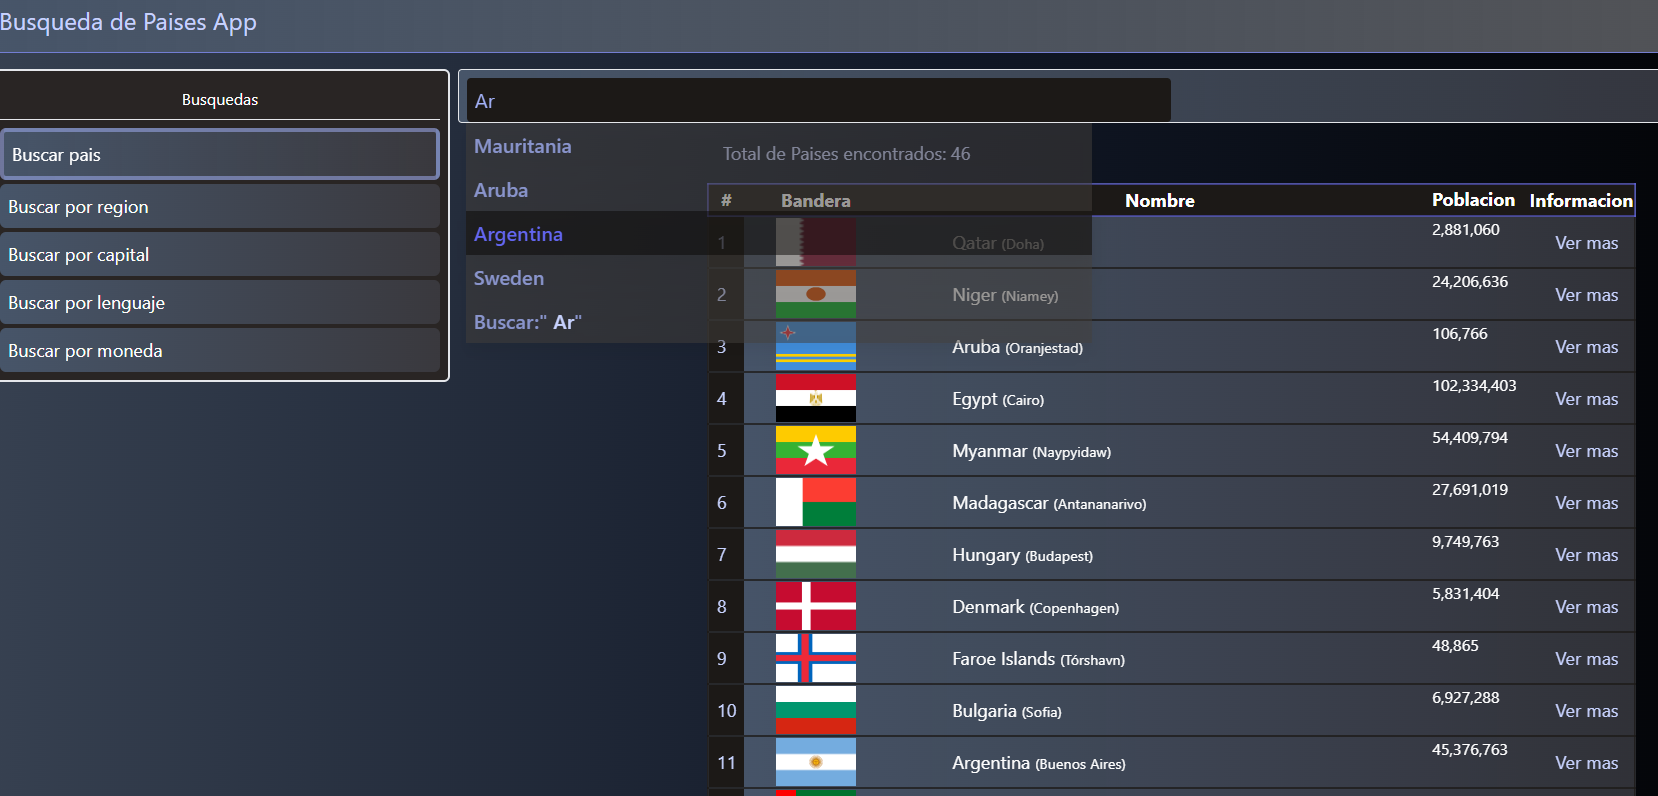 Busqueda de Paises App
Busquedas
Buscar pais
Buscar por region
Buscar por capital
Buscar por lenguaje
Buscar por moneda
Ar
Mauritania
Aruba
Argentina
Sweden
Buscar:" Ar"
Total de Paises encontrados: 46
# Bandera Nombre Poblacion Informacion
1 Qatar (Doha) 2,881,060 Ver mas
2 Niger (Niamey) 24,206,636 Ver mas
3 Aruba (Oranjestad) 106,766 Ver mas
4 Egypt (Cairo) 102,334,403 Ver mas
5 Myanmar (Naypyidaw) 54,409,794 Ver mas
6 Madagascar (Antananarivo) 27,691,019 Ver mas
7 Hungary (Budapest) 9,749,763 Ver mas
8 Denmark (Copenhagen) 5,831,404 Ver mas
9 Faroe Islands (Tórshavn) 48,865 Ver mas
10 Bulgaria (Sofia) 6,927,288 Ver mas
11 Argentina (Buenos Aires) 45,376,763 Ver mas